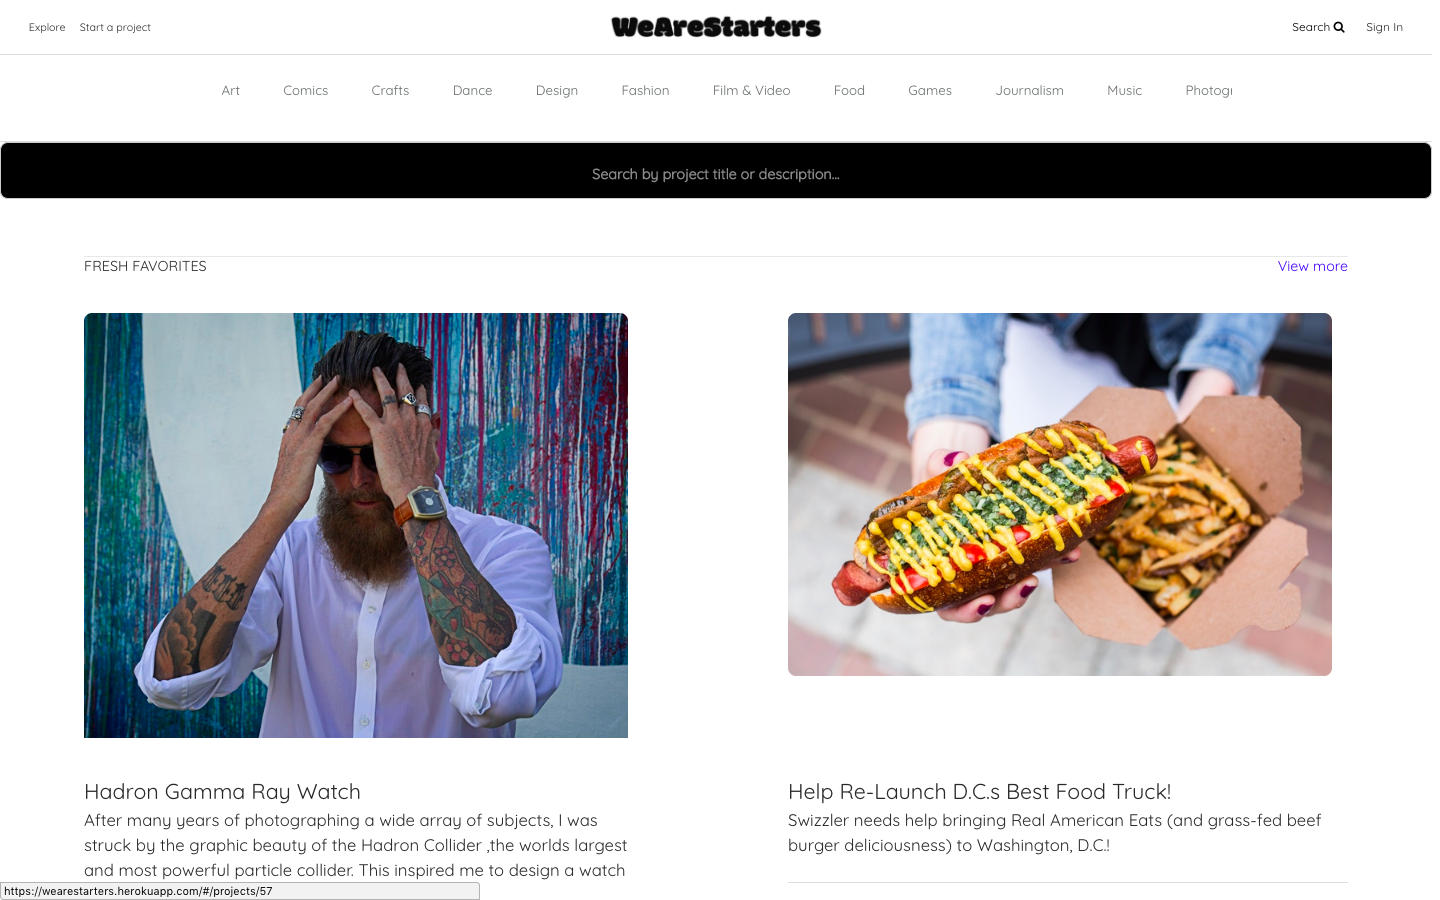 Explore Start a project WeAreStarters Search Sign In
Art Comics Crafts Dance Design Fashion Film & Video Food Games Journalism Music Photogr
Search by project title or description...
FRESH FAVORITES View more
Hadron Gamma Ray Watch
After many years of photographing a wide array of subjects, I was
struck by the graphic beauty of the Hadron Collider ,the worlds largest
and most powerful particle collider. This inspired me to design a watch
Help Re-Launch D.C.s Best Food Truck!
Swizzler needs help bringing Real American Eats (and grass-fed beef
burger deliciousness) to Washington, D.C.!
https://wearestarters.herokuapp.com/#/projects/57